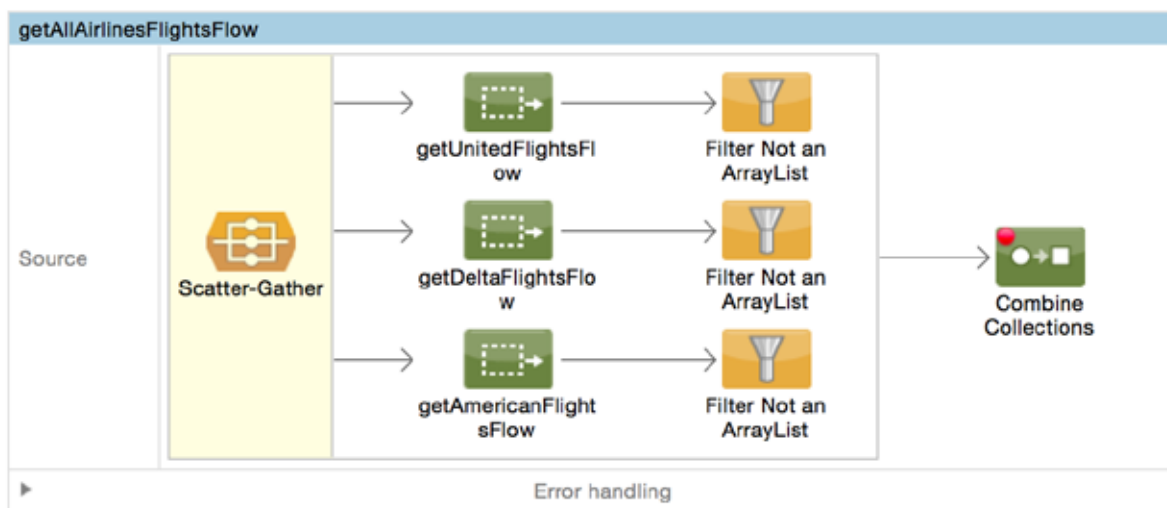 getAllAirlinesFlightsFlow
Source
Scatter-Gather
getUnitedFlightsFl
ow
Filter Not an
ArrayList
getDeltaFlightsFlo
w
Filter Not an
ArrayList
getAmericanFlight
sFlow
Filter Not an
ArrayList
Combine
Collections
Error handling